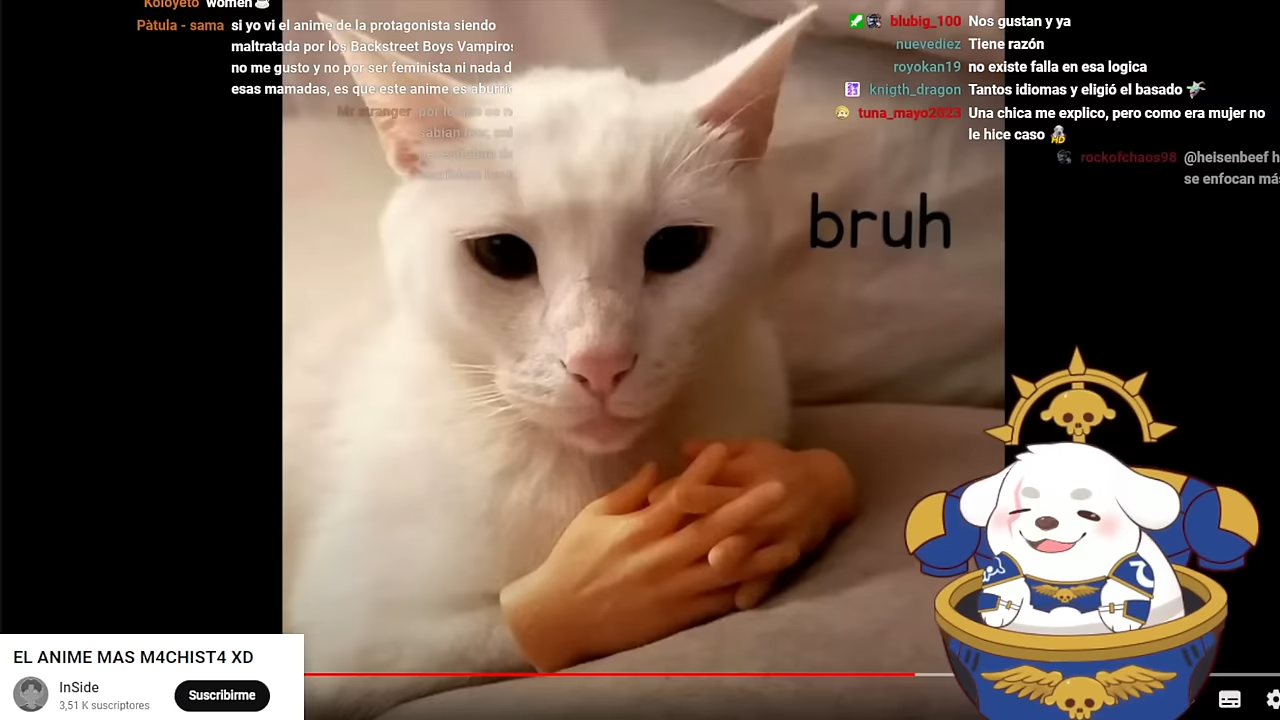 Koloyeto women
Pàtula - sama si yo vi el anime de la protagonista siendo
maltratada por los Backstreet Boys Vampiros
no me gusto y no por ser feminista ni nada d
esas mamadas, es que este anime es aburri
Mr stranger
blubig_100 Nos gustan y ya
nuevediez Tiene razón
royokan19 no existe falla en esa logica
knigth_dragon Tantos idiomas y eligió el basado
tuna_mayo2023 Una chica me explico, pero como era mujer no
le hice caso
rockofchaos98 @heisenbeef h
se enfocan más
bruh
EL ANIME MAS M4CHIST4 XD
InSide
3,51 K suscriptores
Suscribirme